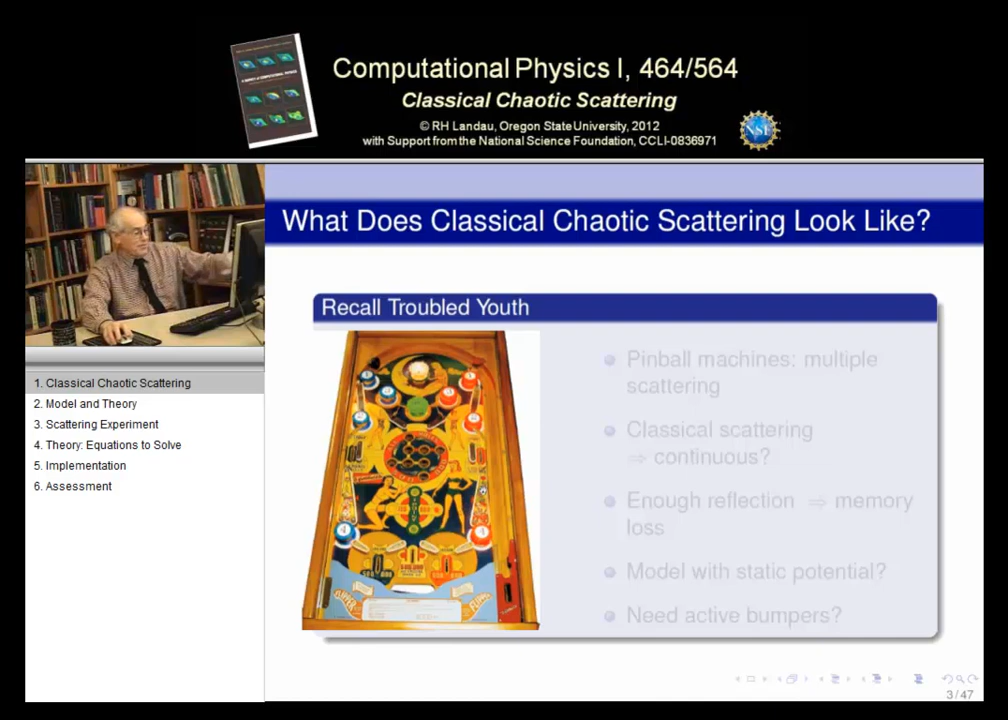 Computational Physics I, 464/564
Classical Chaotic Scattering
© RH Landau, Oregon State University, 2012
with Support from the National Science Foundation, CCLI-0836971
NSF
What Does Classical Chaotic Scattering Look Like?
Recall Troubled Youth
Pinball machines: multiple
scattering
Classical scattering
⇒ continuous?
Enough reflection ⇒ memory
loss
Model with static potential?
Need active bumpers?
1. Classical Chaotic Scattering
2. Model and Theory
3. Scattering Experiment
4. Theory: Equations to Solve
5. Implementation
6. Assessment
3/47